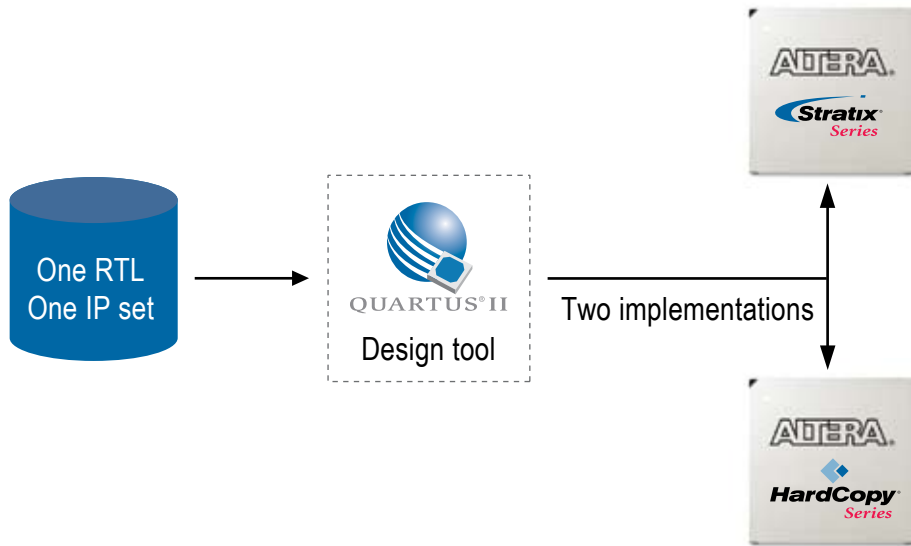 ALTERA.
Stratix®
Series
One RTL
One IP set
QUARTUS® II
Design tool
Two implementations
ALTERA.
HardCopy®
Series